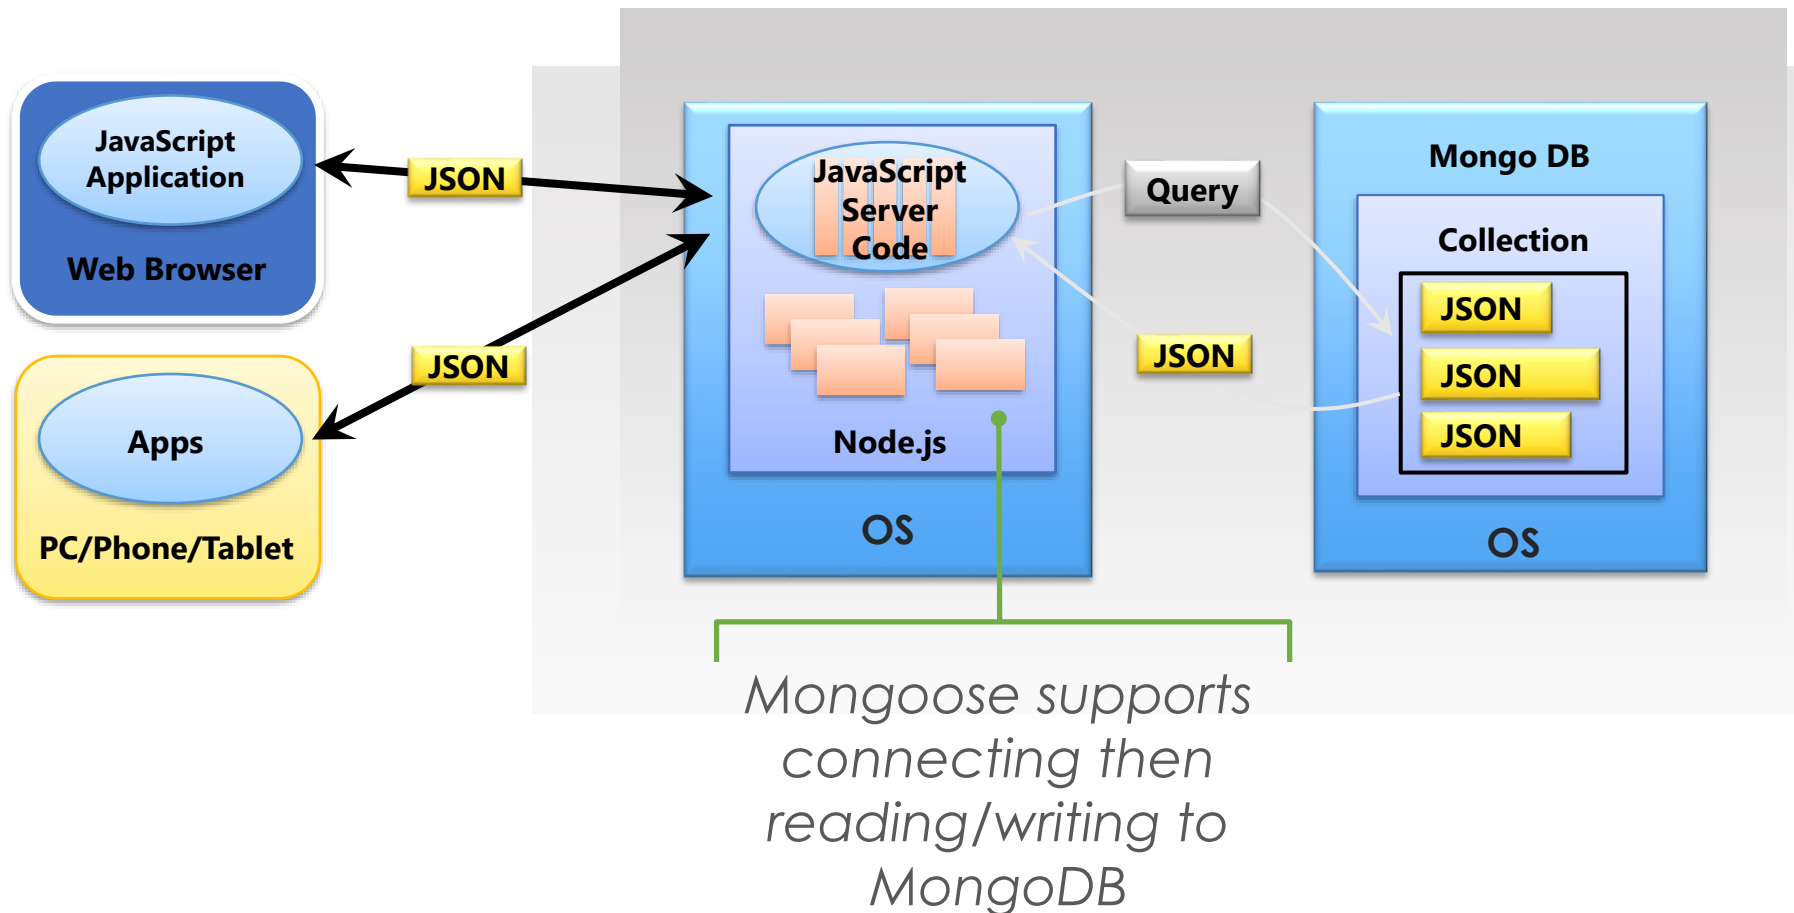 JavaScript
Application
Web Browser
JSON
JSON
Apps
PC/Phone/Tablet
JavaScript
Server
Code
Node.js
OS
Query
JSON
Mongo DB
Collection
JSON
JSON
JSON
OS
Mongoose supports
connecting then
reading/writing to
MongoDB